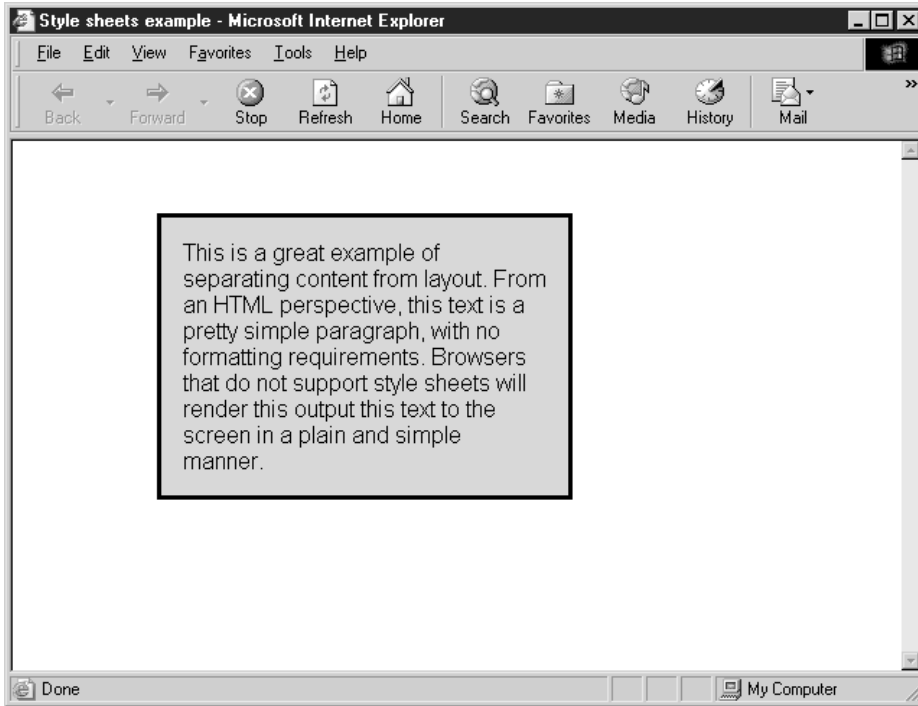 Style sheets example - Microsoft Internet Explorer
File Edit View Favorites Tools Help
Back Forward Stop Refresh Home Search Favorites Media History Mail »
This is a great example of
separating content from layout. From
an HTML perspective, this text is a
pretty simple paragraph, with no
formatting requirements. Browsers
that do not support style sheets will
render this output this text to the
screen in a plain and simple
manner.
Done My Computer